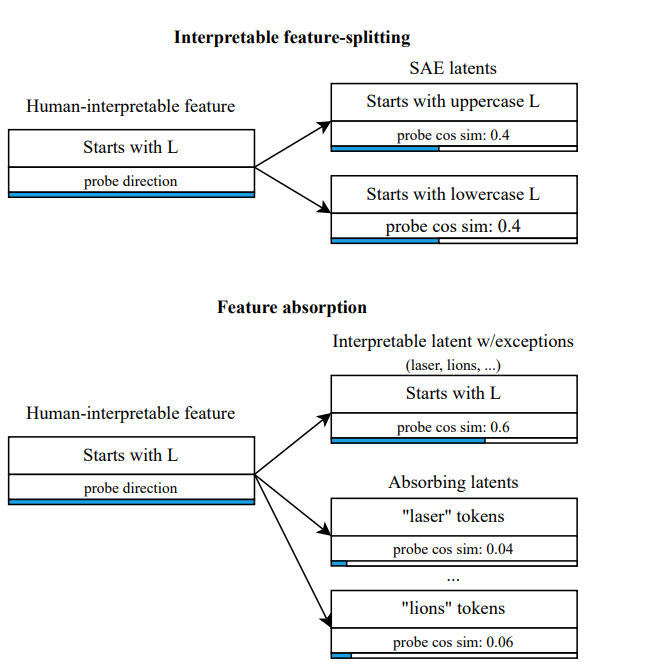 Interpretable feature-splitting
SAE latents
Human-interpretable feature
Starts with L
probe direction
Starts with uppercase L
probe cos sim: 0.4
Starts with lowercase L
probe cos sim: 0.4
Feature absorption
Interpretable latent w/exceptions
(laser, lions, ...)
Human-interpretable feature
Starts with L
probe direction
Starts with L
probe cos sim: 0.6
Absorbing latents
"laser" tokens
probe cos sim: 0.04
...
"lions" tokens
probe cos sim: 0.06